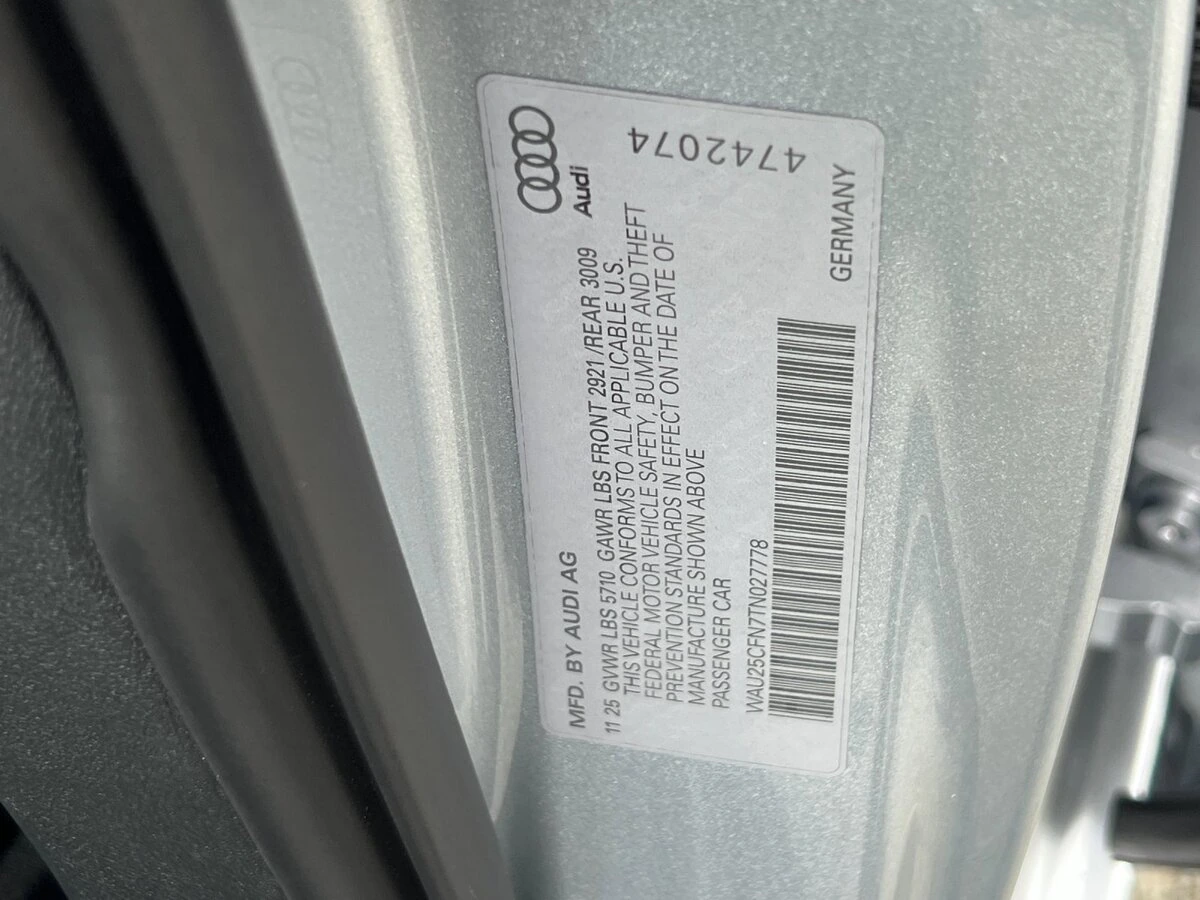 Audi
4742074
MFD. BY AUDI AG
11 25 GVWR LBS 5710 GAWR LBS FRONT 2921 /REAR 3009
THIS VEHICLE CONFORMS TO ALL APPLICABLE U.S.
FEDERAL MOTOR VEHICLE SAFETY, BUMPER AND THEFT
PREVENTION STANDARDS IN EFFECT ON THE DATE OF
MANUFACTURE SHOWN ABOVE
PASSENGER CAR
WAU25CFN7TN027778
GERMANY